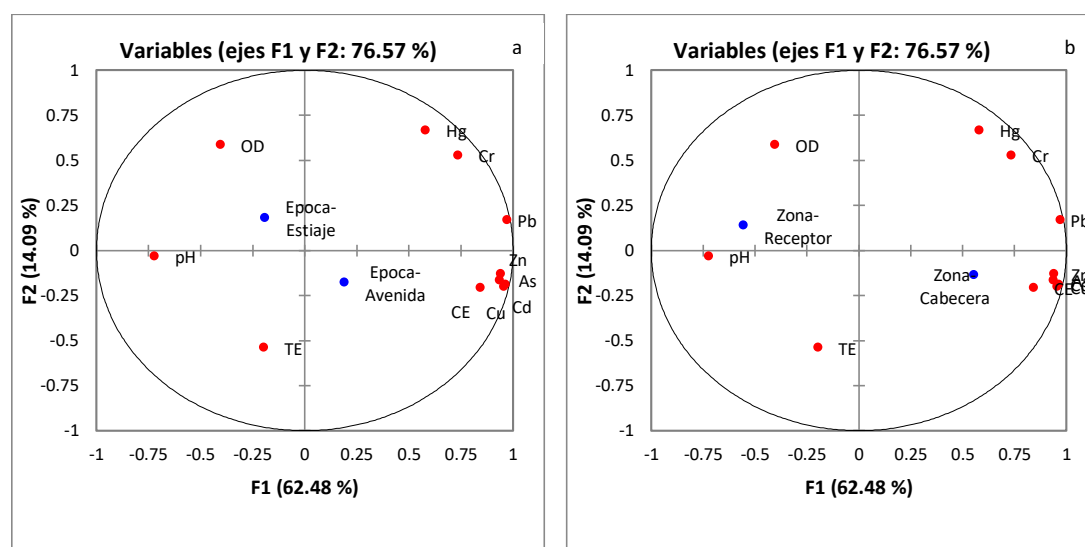 Variables (ejes F1 y F2: 76.57 %)
a
1
0.75
0.5
0.25
0
-0.25
-0.5
-0.75
-1
F2 (14.09 %)
Hg
OD
Cr
Epoca-
Estiaje
Pb
pH
Zn
Epoca-
Avenida
As
CE
Cu
Cd
TE
-1
-0.75
-0.5
-0.25
0
0.25
0.5
0.75
1
F1 (62.48 %)
Variables (ejes F1 y F2: 76.57 %)
b
1
0.75
0.5
0.25
0
-0.25
-0.5
-0.75
-1
F2 (14.09 %)
Hg
OD
Cr
Zona-
Receptor
Pb
pH
Zona-
Cabecera
CE
TE
-1
-0.75
-0.5
-0.25
0
0.25
0.5
0.75
1
F1 (62.48 %)